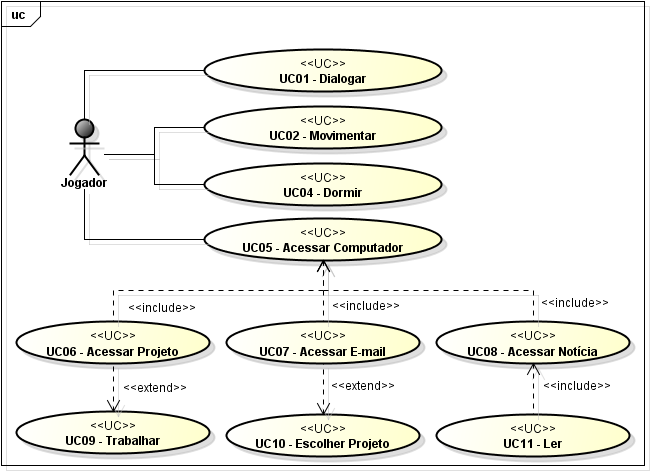 uc
<<UC>>
UC01 - Dialogar
<<UC>>
UC02 - Movimentar
Jogador
<<UC>>
UC04 - Dormir
<<UC>>
UC05 - Acessar Computador
<<include>>
<<include>>
<<include>>
<<UC>>
UC06 - Acessar Projeto
<<UC>>
UC07 - Acessar E-mail
<<UC>>
UC08 - Acessar Notícia
<<extend>>
<<extend>>
<<include>>
<<UC>>
UC09 - Trabalhar
<<UC>>
UC10 - Escolher Projeto
<<UC>>
UC11 - Ler